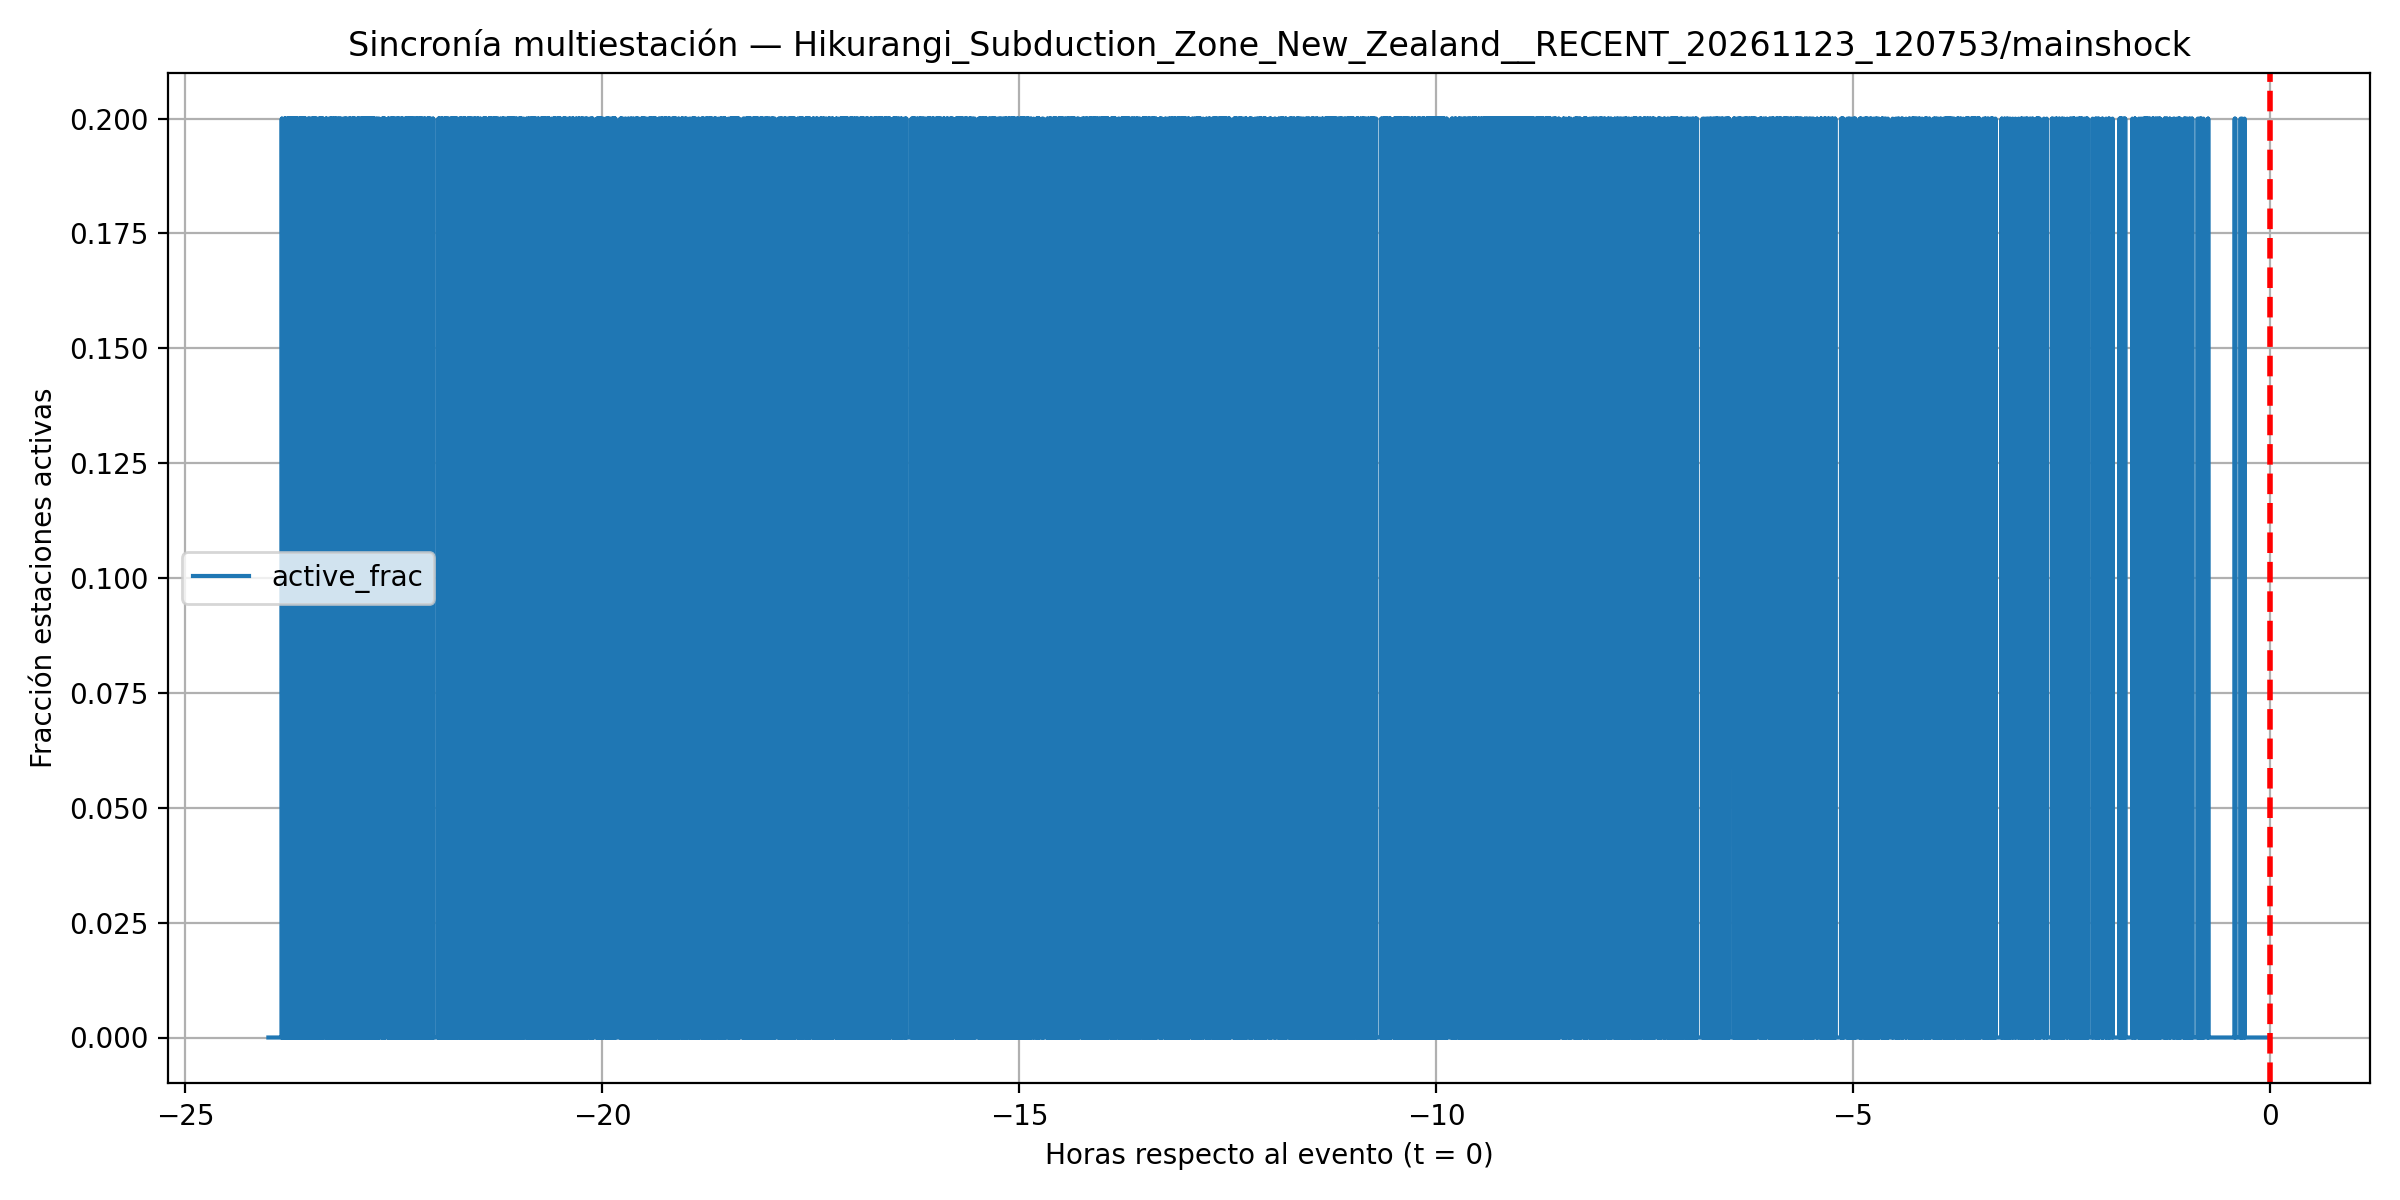 Sincronía multiestación — Hikurangi_Subduction_Zone_New_Zealand__RECENT_20261123_120753/mainshock
Fracción estaciones activas
0.200
0.175
0.150
0.125
0.100
0.075
0.050
0.025
0.000
active_frac
−25 −20 −15 −10 −5 0
Horas respecto al evento (t = 0)